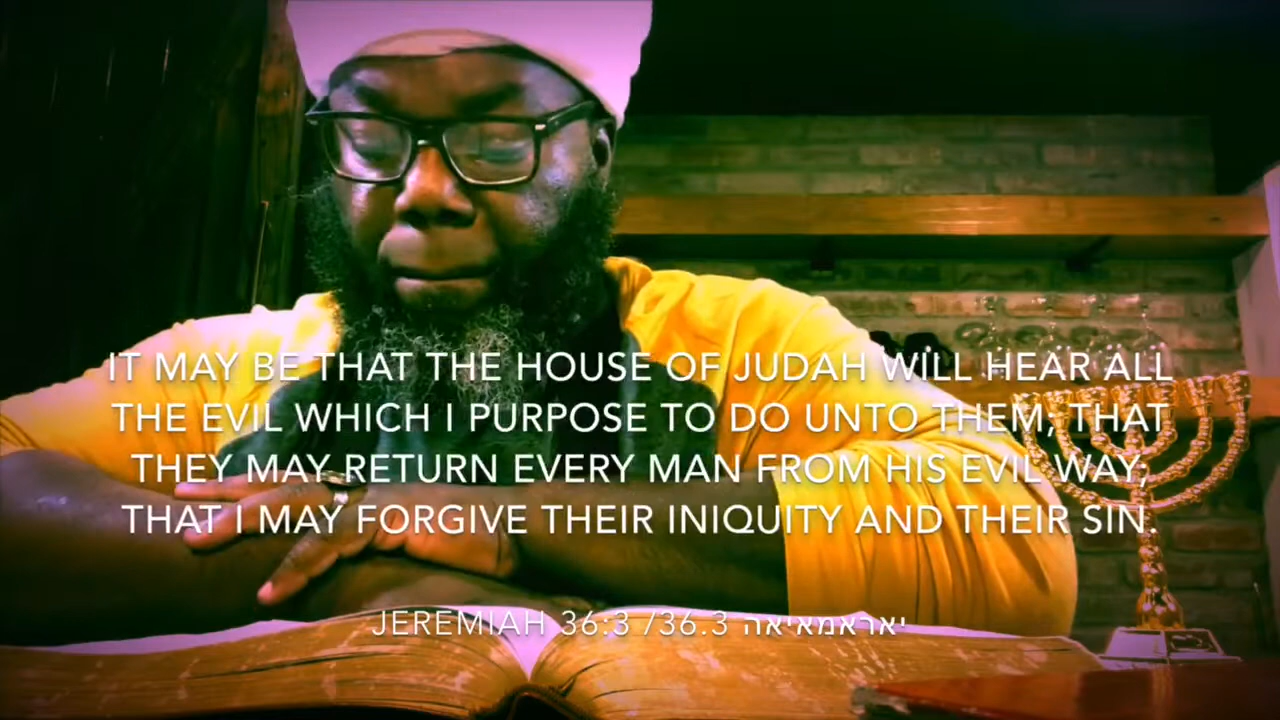 IT MAY BE THAT THE HOUSE OF JUDAH WILL HEAR ALL
THE EVIL WHICH I PURPOSE TO DO UNTO THEM; THAT
THEY MAY RETURN EVERY MAN FROM HIS EVIL WAY;
THAT I MAY FORGIVE THEIR INIQUITY AND THEIR SIN.
JEREMIAH 36:3 /36.3 יאראמאיאה